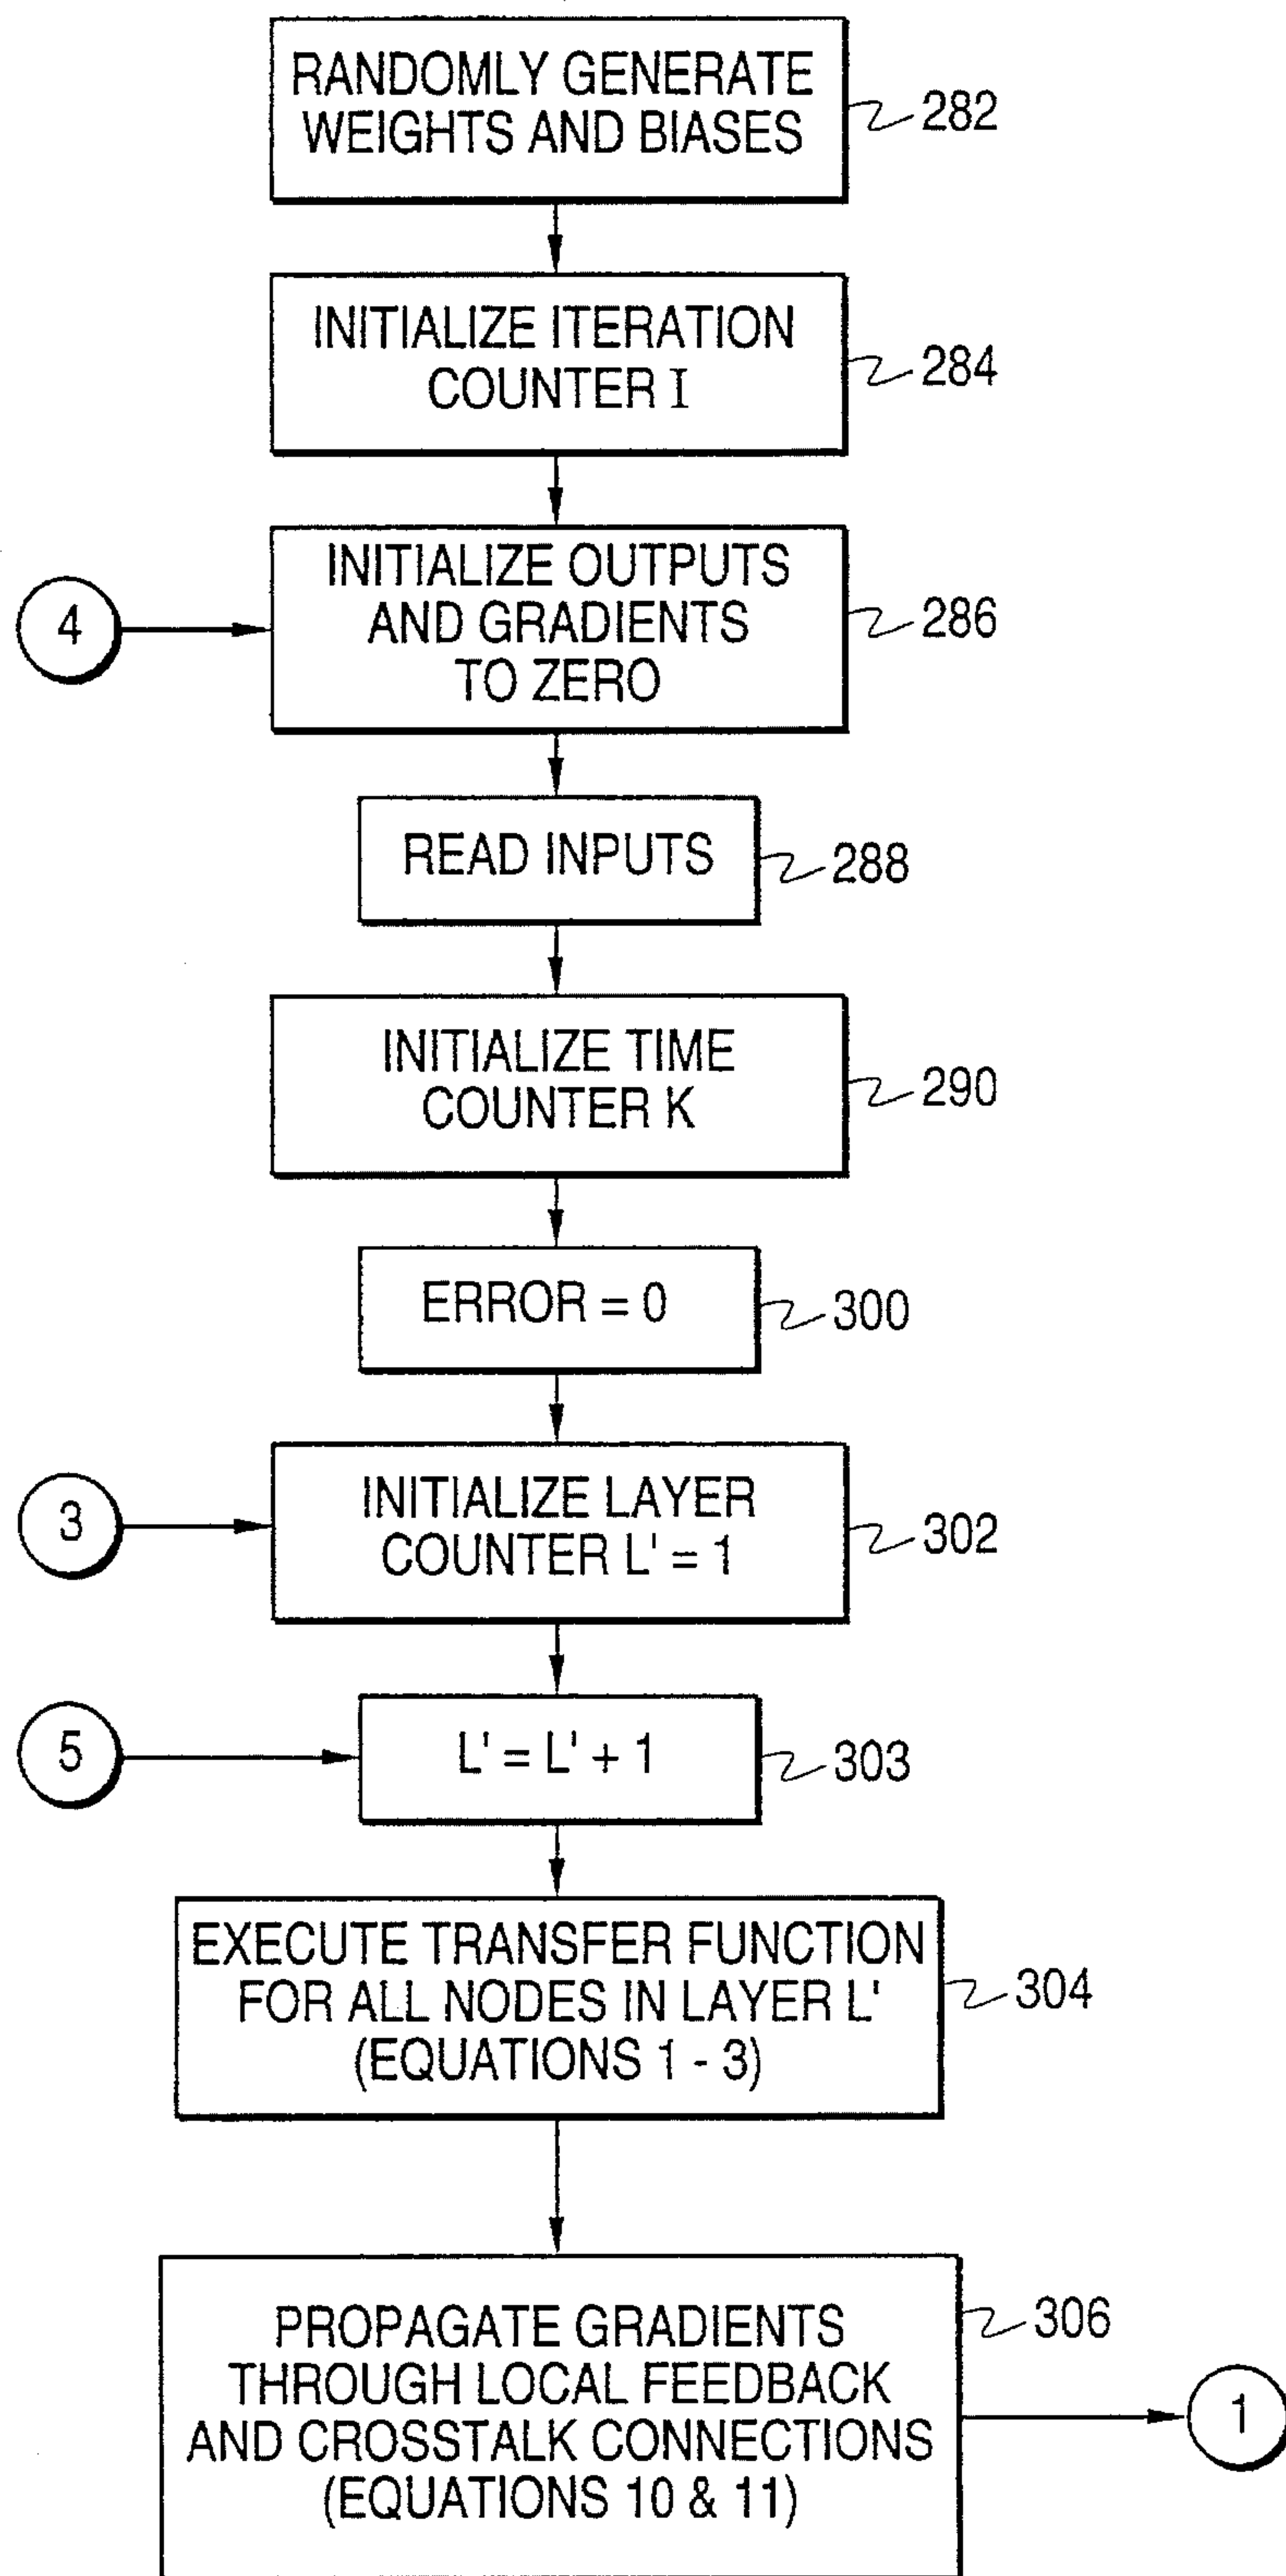 RANDOMLY GENERATE
WEIGHTS AND BIASES
282
INITIALIZE ITERATION
COUNTER I
284
INITIALIZE OUTPUTS
AND GRADIENTS
TO ZERO
286
4
READ INPUTS
288
INITIALIZE TIME
COUNTER K
290
ERROR = 0
300
INITIALIZE LAYER
COUNTER L' = 1
302
3
L' = L' + 1
303
5
EXECUTE TRANSFER FUNCTION
FOR ALL NODES IN LAYER L'
(EQUATIONS 1 - 3)
304
PROPAGATE GRADIENTS
THROUGH LOCAL FEEDBACK
AND CROSSTALK CONNECTIONS
(EQUATIONS 10 & 11)
306
1